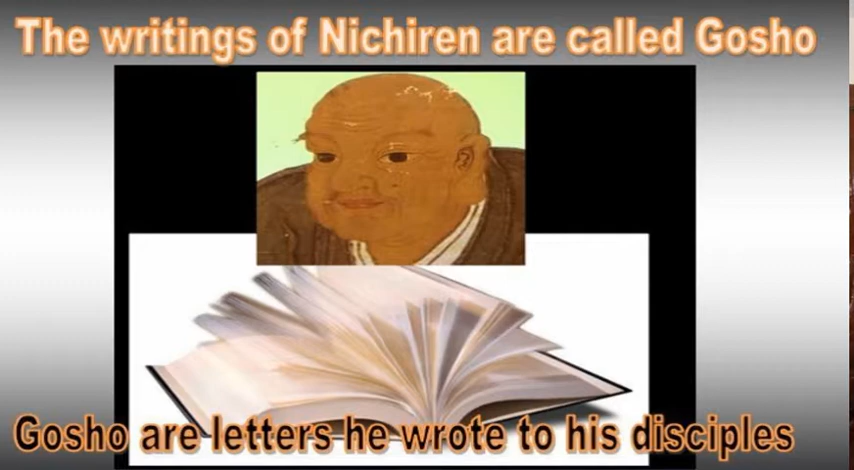 The writings of Nichiren are called Gosho
Gosho are letters he wrote to his disciples